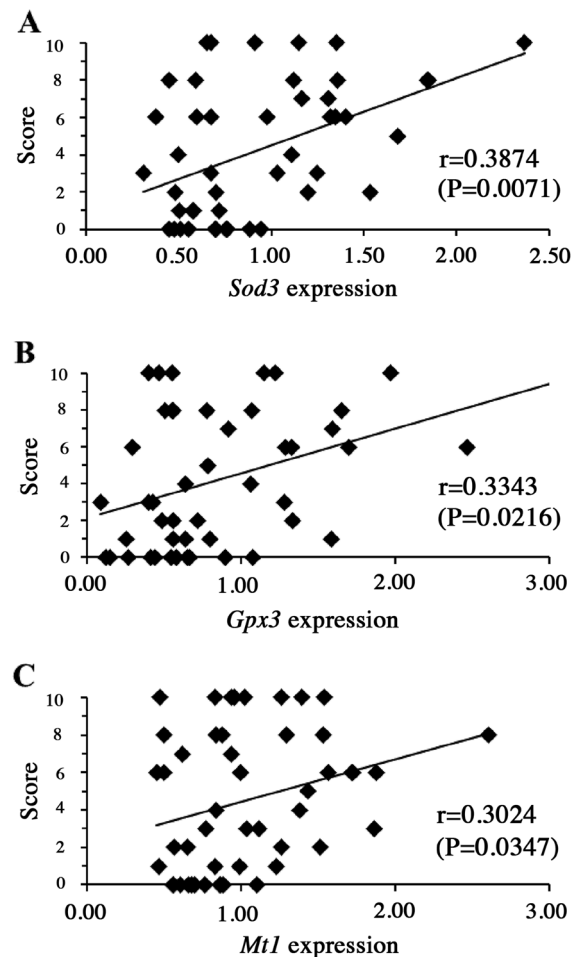 A
10
8
6
4
2
0
Score
0.00 0.50 1.00 1.50 2.00 2.50
Sod3 expression
r=0.3874
(P=0.0071)
B
10
8
6
4
2
0
Score
0.00 1.00 2.00 3.00
Gpx3 expression
r=0.3343
(P=0.0216)
C
10
8
6
4
2
0
Score
0.00 1.00 2.00 3.00
Mt1 expression
r=0.3024
(P=0.0347)